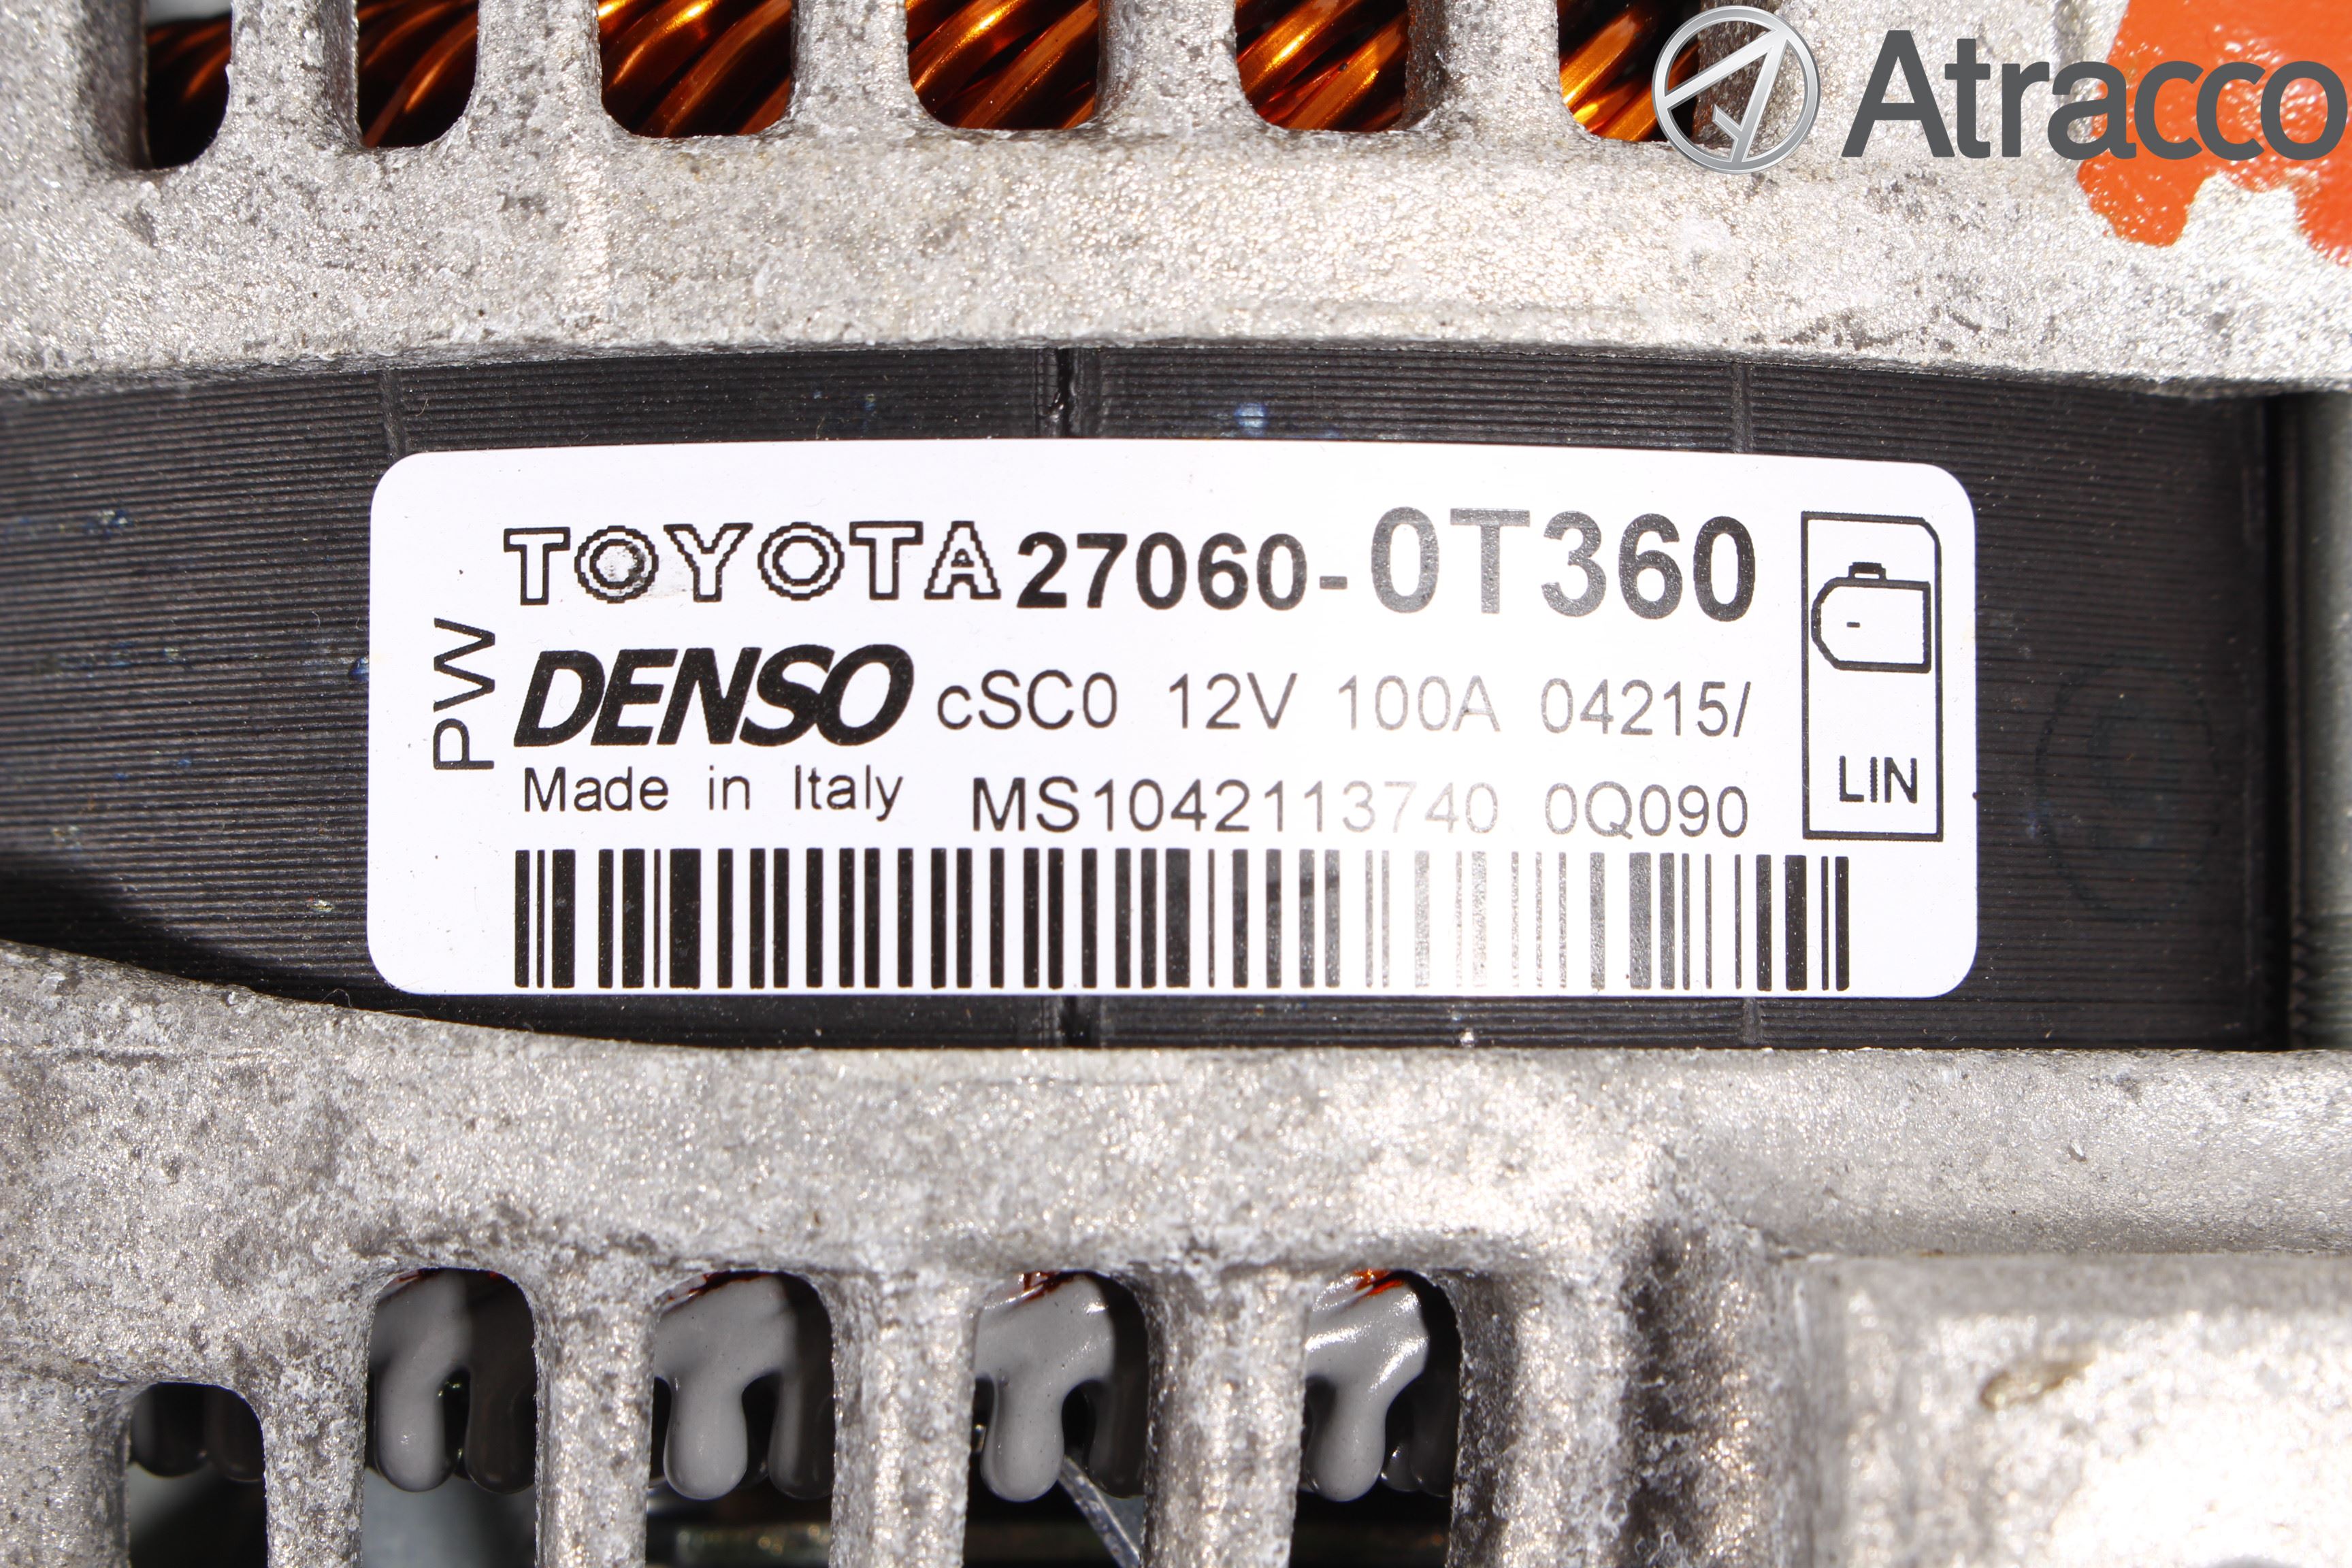 Atracco
TOYOTA 27060-0T360
PW
DENSO cSC0 12V 100A 04215/
Made in Italy MS1042113740 0Q090
LIN